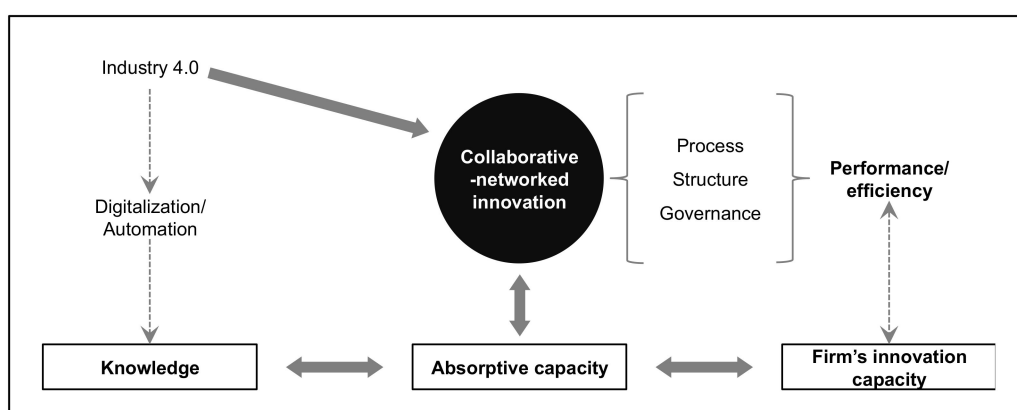 Industry 4.0
Collaborative
-networked
innovation
Process
Structure
Governance
Performance/
efficiency
Digitalization/
Automation
Knowledge
Absorptive capacity
Firm's innovation
capacity